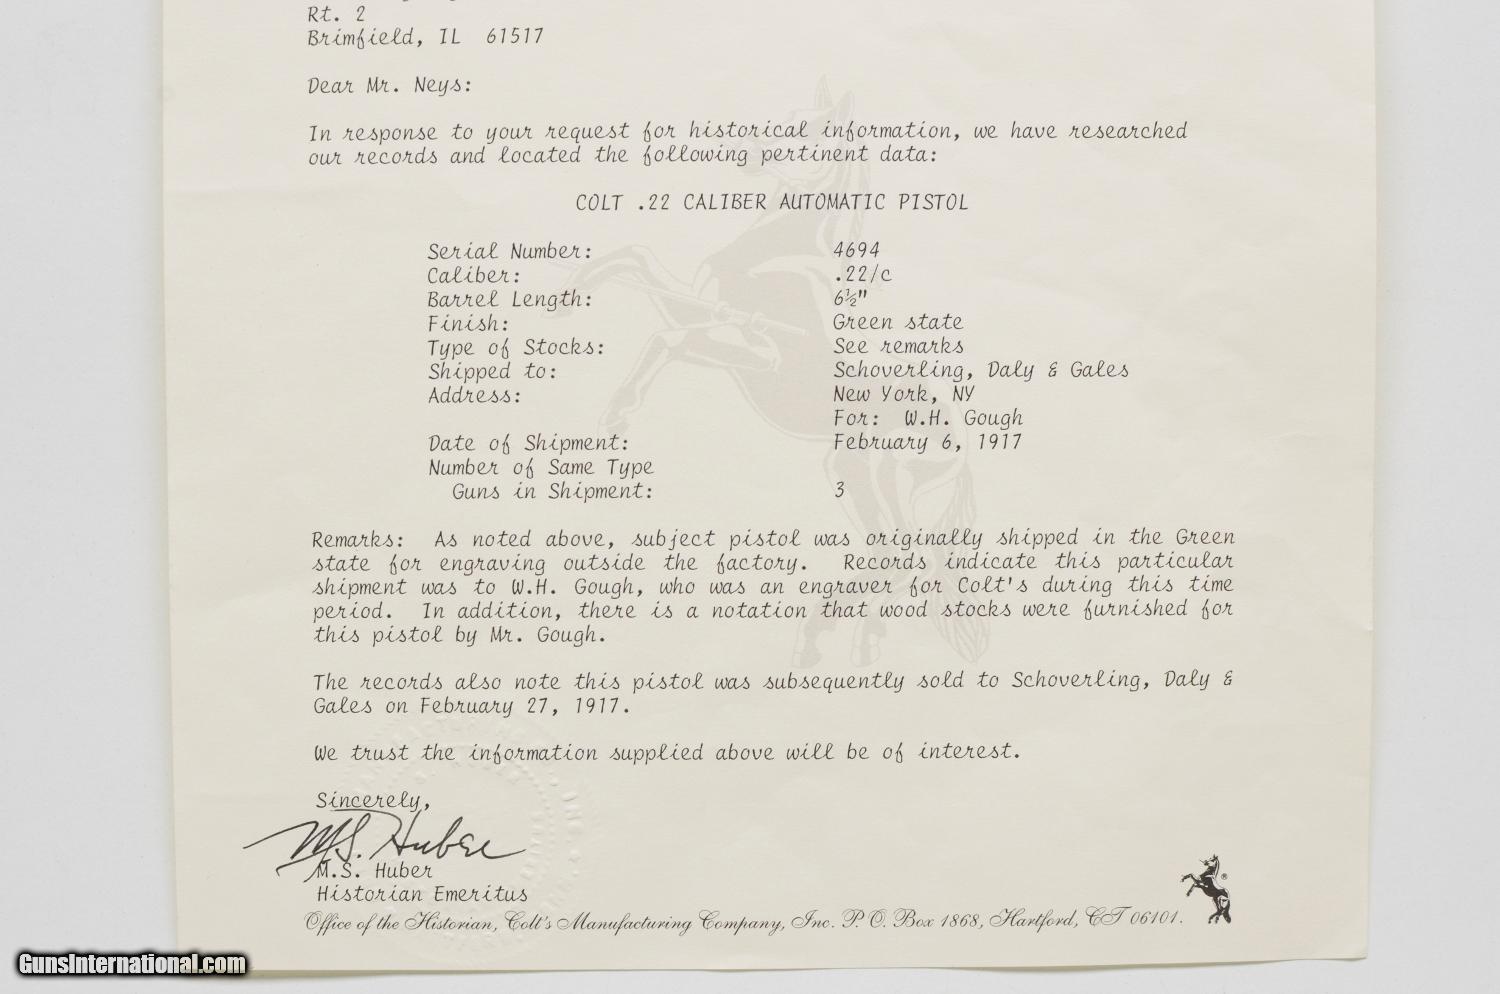 Rt. 2
Brimfield, IL 61517
Dear Mr. Neys:
In response to your request for historical information, we have researched
our records and located the following pertinent data:
COLT .22 CALIBER AUTOMATIC PISTOL
Serial Number: 4694
Caliber: .22/c
Barrel Length: 6½"
Finish: Green state
Type of Stocks: See remarks
Shipped to: Schoverling, Daly & Gales
Address: New York, NY
For: W.H. Gough
Date of Shipment: February 6, 1917
Number of Same Type
Guns in Shipment: 3
Remarks: As noted above, subject pistol was originally shipped in the Green
state for engraving outside the factory. Records indicate this particular
shipment was to W.H. Gough, who was an engraver for Colt's during this time
period. In addition, there is a notation that wood stocks were furnished for
this pistol by Mr. Gough.
The records also note this pistol was subsequently sold to Schoverling, Daly &
Gales on February 27, 1917.
We trust the information supplied above will be of interest.
Sincerely,
M.S. Huber
M.S. Huber
Historian Emeritus
Office of the Historian, Colt's Manufacturing Company, Inc. P.O. Box 1868, Hartford, CT 06101.
®
GunsInternational.com